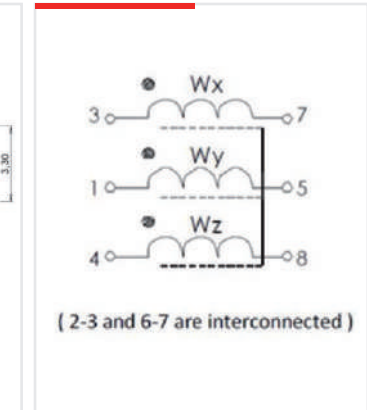 3,30
Wx
3 7
Wy
1 5
Wz
4 8
( 2-3 and 6-7 are interconnected )